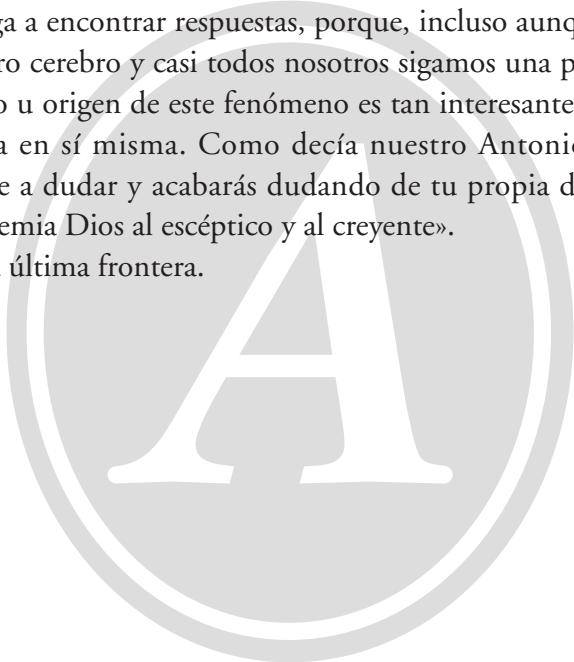 ga a encontrar respuestas, porque, incluso aunq
ro cerebro y casi todos nosotros sigamos una p
o u origen de este fenómeno es tan interesante
a en sí misma. Como decía nuestro Antonio
e a dudar y acabarás dudando de tu propia d
emia Dios al escéptico y al creyente».
última frontera.
A